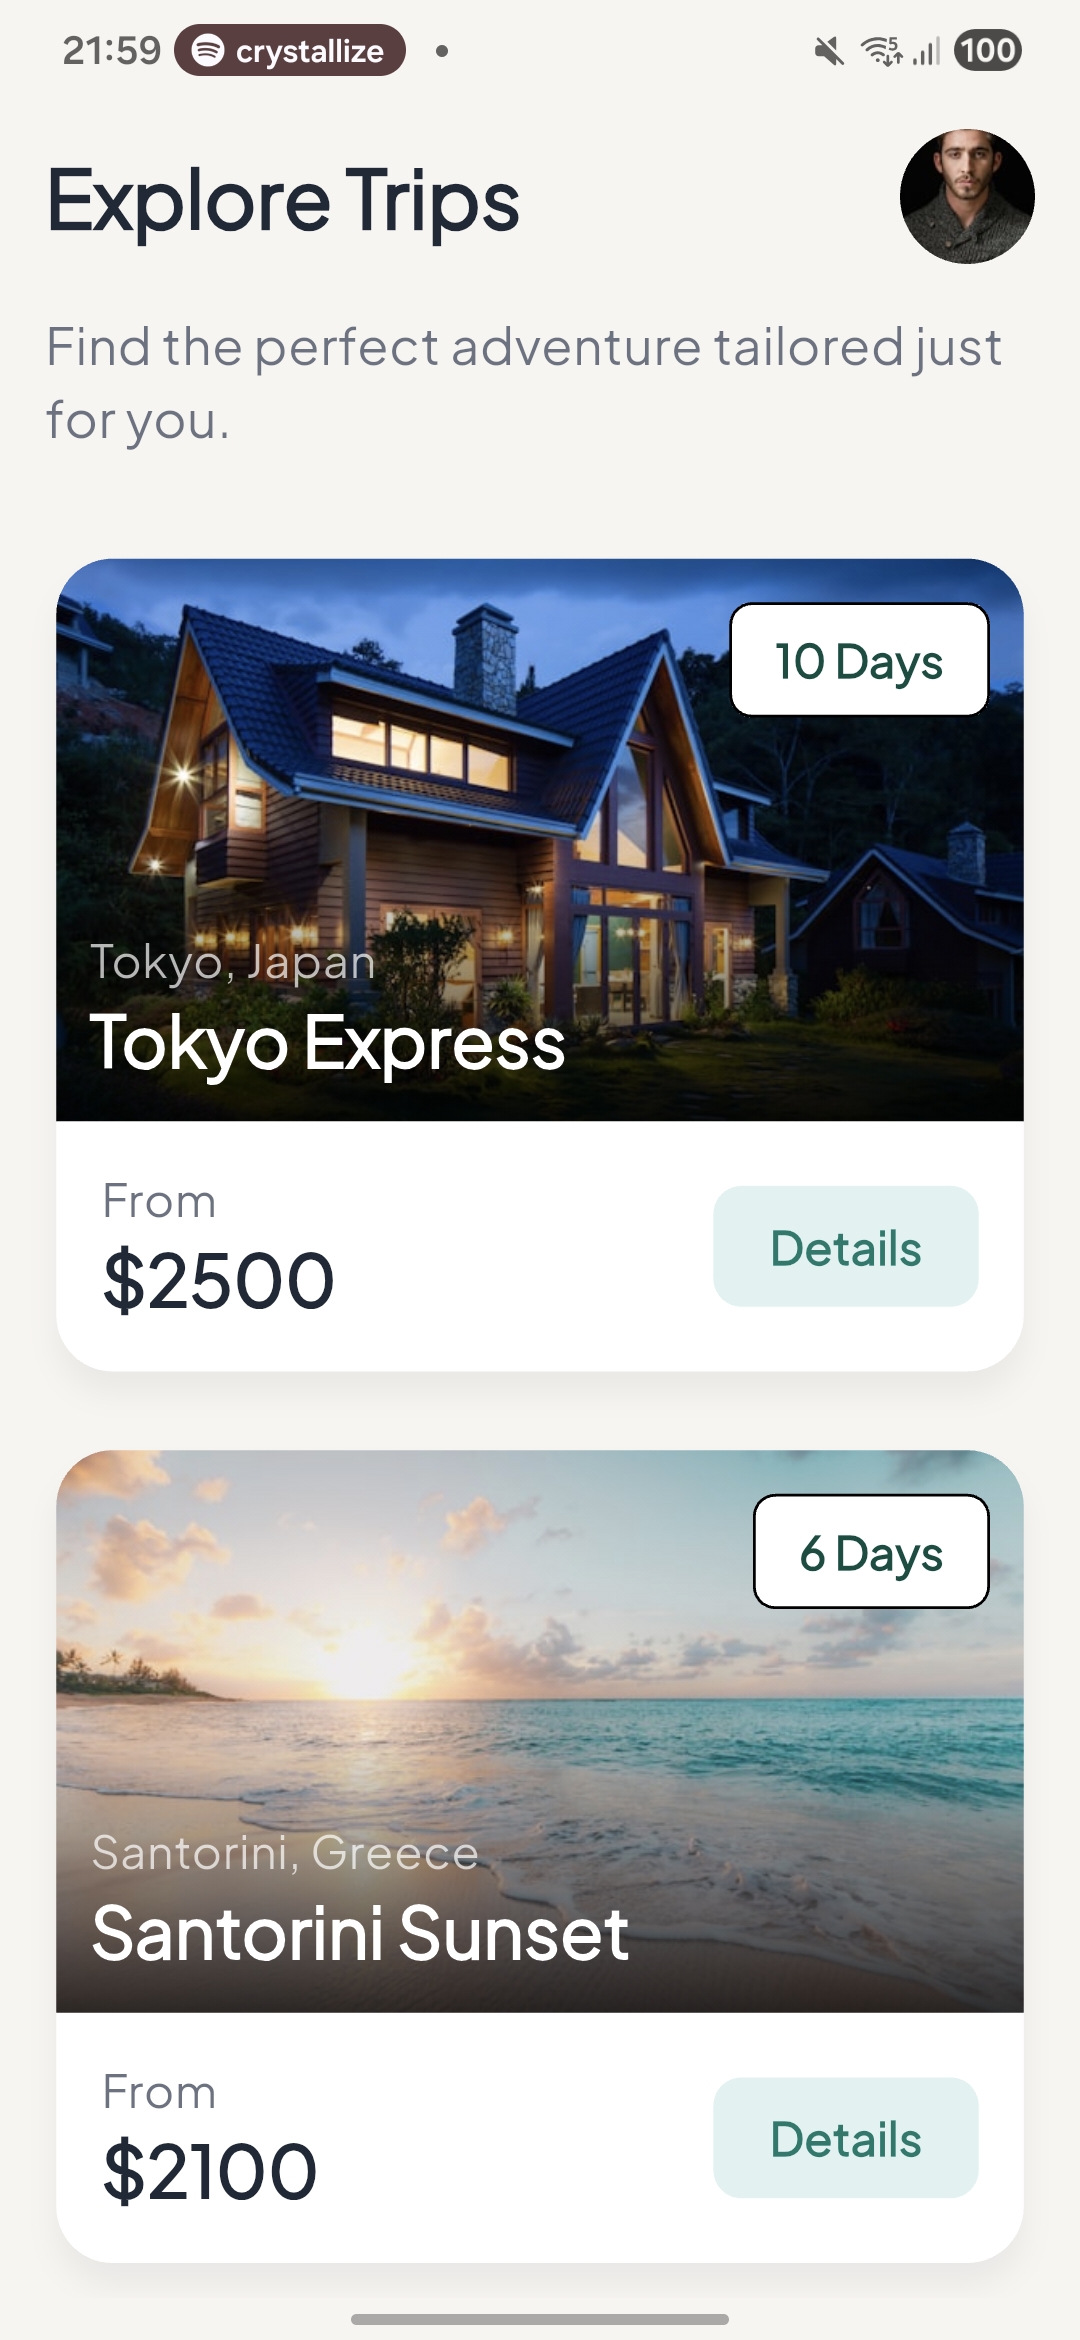 21:59 crystallize 5 100
Explore Trips
Find the perfect adventure tailored just
for you.
10 Days
Tokyo, Japan
Tokyo Express
From
$2500
Details
6 Days
Santorini, Greece
Santorini Sunset
From
$2100
Details